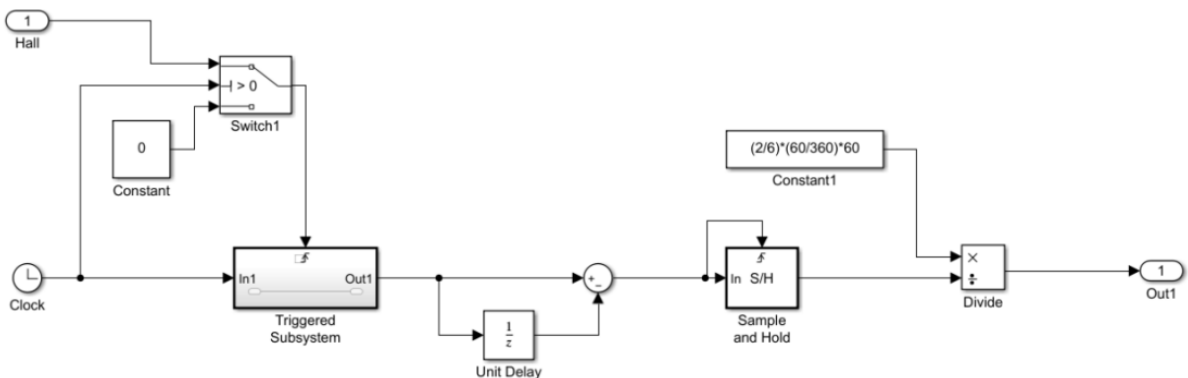 1
Hall
> 0
Switch1
0
Constant
(2/6)*(60/360)*60
Constant1
Clock
In1
Out1
Triggered
Subsystem
+
−
1
z
Unit Delay
In S/H
Sample
and Hold
×
÷
Divide
1
Out1